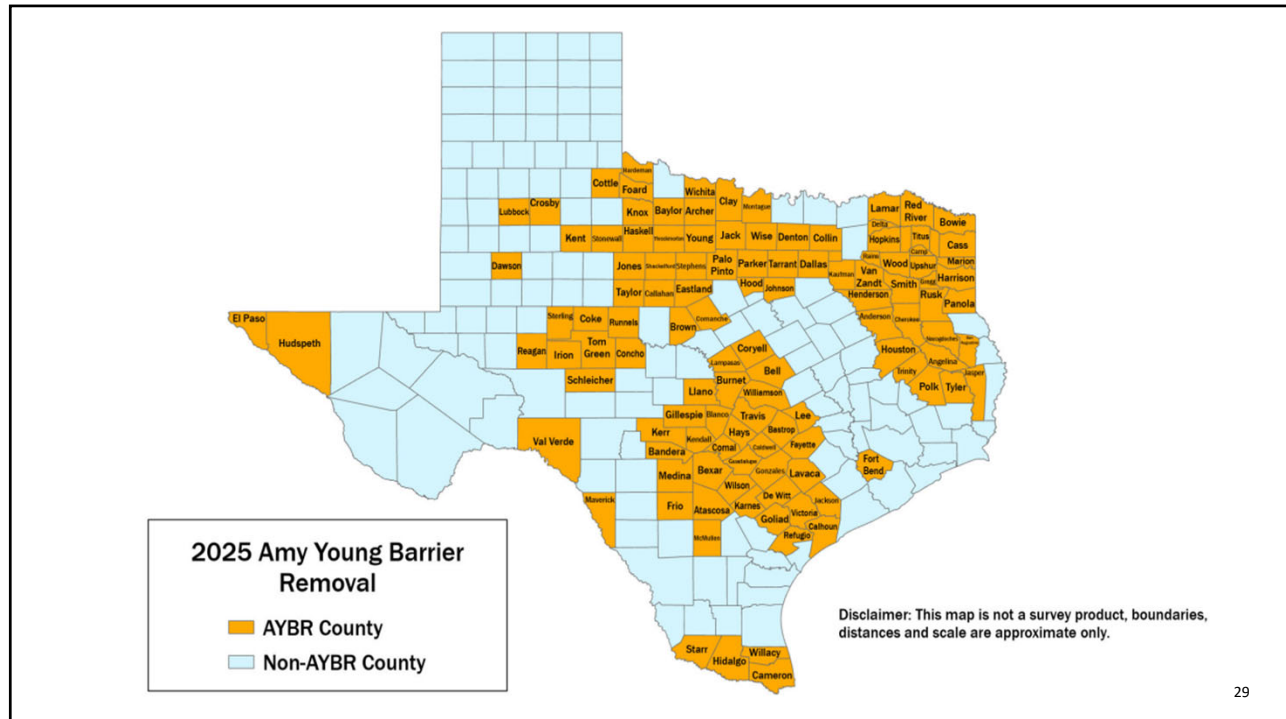 Hardeman
Cottle
Foard
Wichita
Clay
Montague
Lamar
Red
River
Bowie
Lubbock
Crosby
Knox
Baylor
Archer
Delta
Hopkins
Titus
Camp
Cass
Kent
Stonewall
Haskell
Throckmorton
Young
Jack
Wise
Denton
Collin
Rains
Wood
Upshur
Marion
Harrison
Dawson
Jones
Shackelford
Stephens
Palo
Pinto
Parker
Tarrant
Dallas
Kaufman
Van
Zandt
Smith
Gregg
Rusk
Panola
Taylor
Callahan
Eastland
Hood
Johnson
Henderson
El Paso
Hudspeth
Sterling
Coke
Runnels
Brown
Comanche
Anderson
Cherokee
Nacogdoches
San
Augustine
Reagan
Irion
Tom
Green
Concho
Coryell
Lampasas
Bell
Houston
Angelina
Trinity
Jasper
Schleicher
Llano
Burnet
Williamson
Polk
Tyler
Gillespie
Blanco
Travis
Lee
Val Verde
Kerr
Kendall
Hays
Bastrop
Bandera
Comal
Caldwell
Fayette
Medina
Bexar
Guadalupe
Gonzales
Lavaca
Fort
Bend
Maverick
Frio
Atascosa
Wilson
Karnes
De Witt
Jackson
Goliad
Victoria
Calhoun
McMullen
Refugio
Starr
Hidalgo
Willacy
Cameron
2025 Amy Young Barrier
Removal
AYBR County
Non-AYBR County
Disclaimer: This map is not a survey product, boundaries,
distances and scale are approximate only.
29